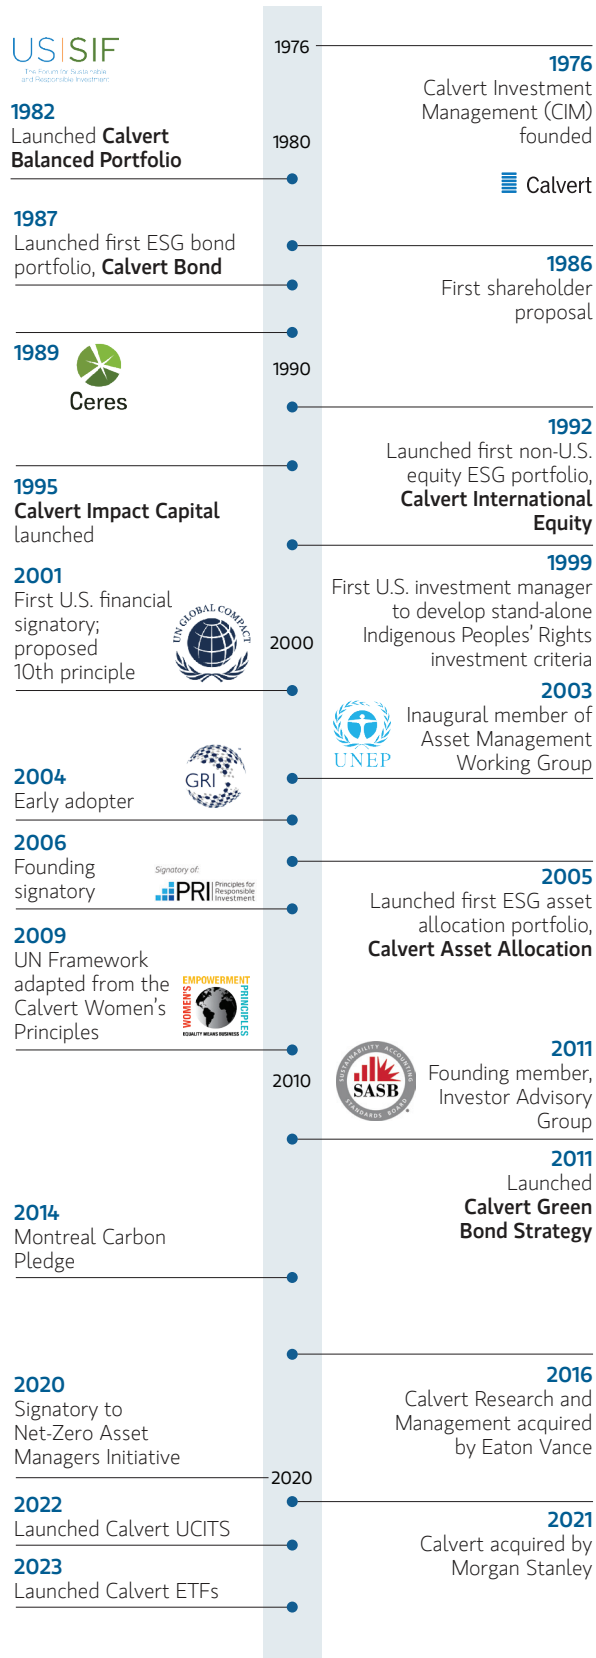 US|SIF
The Forum for Sustainable
and Responsible Investment
1976
1976
Calvert Investment
Management (CIM)
founded
Calvert
1982
Launched Calvert
Balanced Portfolio
1980
1987
Launched first ESG bond
portfolio, Calvert Bond
1986
First shareholder
proposal
1989
Ceres
1990
1992
Launched first non-U.S.
equity ESG portfolio,
Calvert International
Equity
1995
Calvert Impact Capital
launched
1999
First U.S. investment manager
to develop stand-alone
Indigenous Peoples' Rights
investment criteria
2001
First U.S. financial
signatory;
proposed
10th principle
UN GLOBAL COMPACT
2000
2003
Inaugural member of
Asset Management
Working Group
UNEP
2004
Early adopter
GRI
2006
Founding
signatory
Signatory of:
PRI Principles for
Responsible
Investment
2005
Launched first ESG asset
allocation portfolio,
Calvert Asset Allocation
2009
UN Framework
adapted from the
Calvert Women's
Principles
WOMEN'S
EMPOWERMENT
PRINCIPLES
EQUALITY MEANS BUSINESS
2010
2011
Founding member,
Investor Advisory
Group
SUSTAINABILITY ACCOUNTING
SASB
STANDARDS BOARD
2011
Launched
Calvert Green
Bond Strategy
2014
Montreal Carbon
Pledge
2016
Calvert Research and
Management acquired
by Eaton Vance
2020
Signatory to
Net-Zero Asset
Managers Initiative
2020
2021
Calvert acquired by
Morgan Stanley
2022
Launched Calvert UCITS
2023
Launched Calvert ETFs